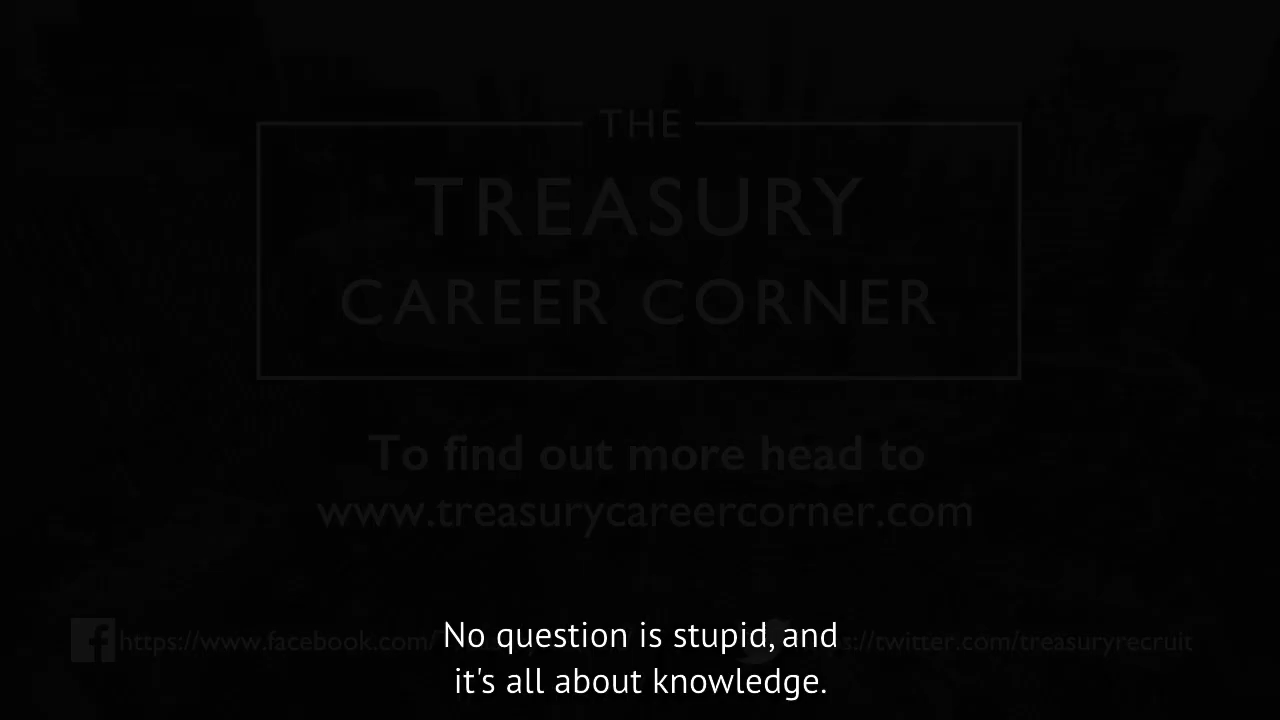 THE
TREASURY
CAREER CORNER
To find out more head to
www.treasurycareercorner.com
https://www.facebook.com/
s://twitter.com/treasuryrecruit
No question is stupid, and
it's all about knowledge.